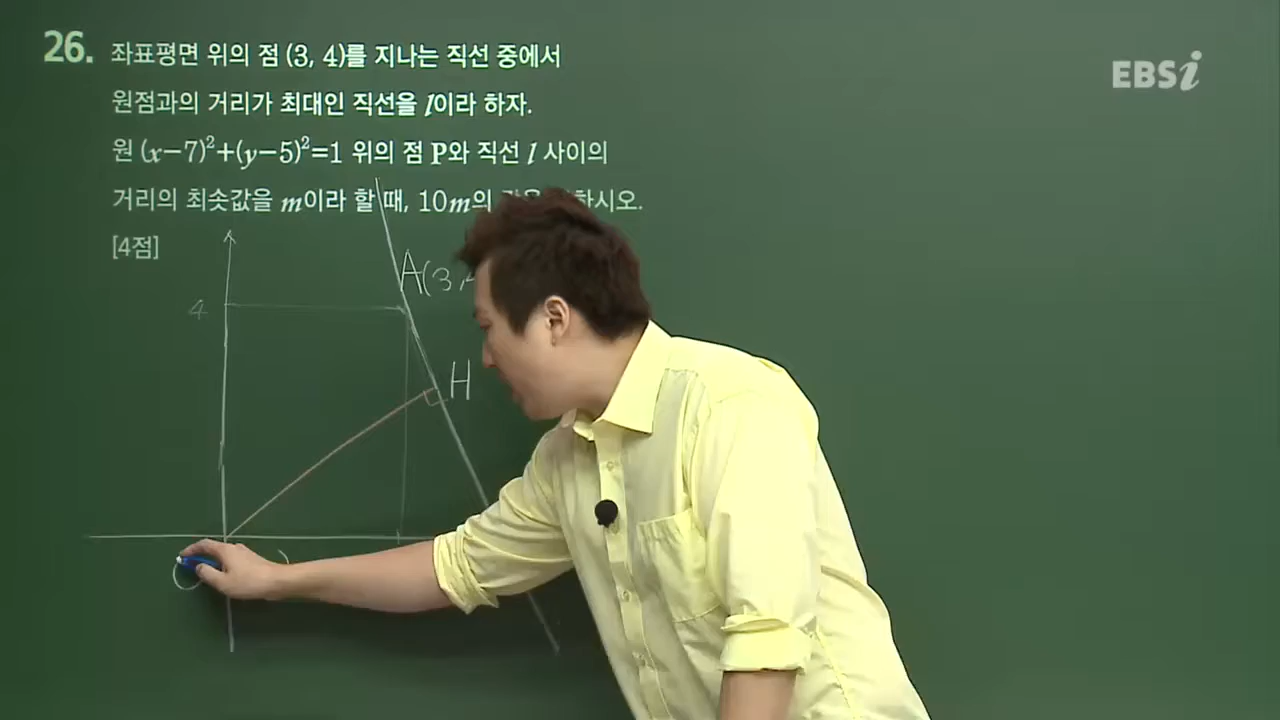 26. 좌표평면 위의 점 (3, 4)를 지나는 직선 중에서
원점과의 거리가 최대인 직선을 l이라 하자.
원 (x−7)²+(y−5)²=1 위의 점 P와 직선 l 사이의
거리의 최솟값을 m이라 할 때, 10m의 하시오.
[4점]
EBSi
A(3,
4
H